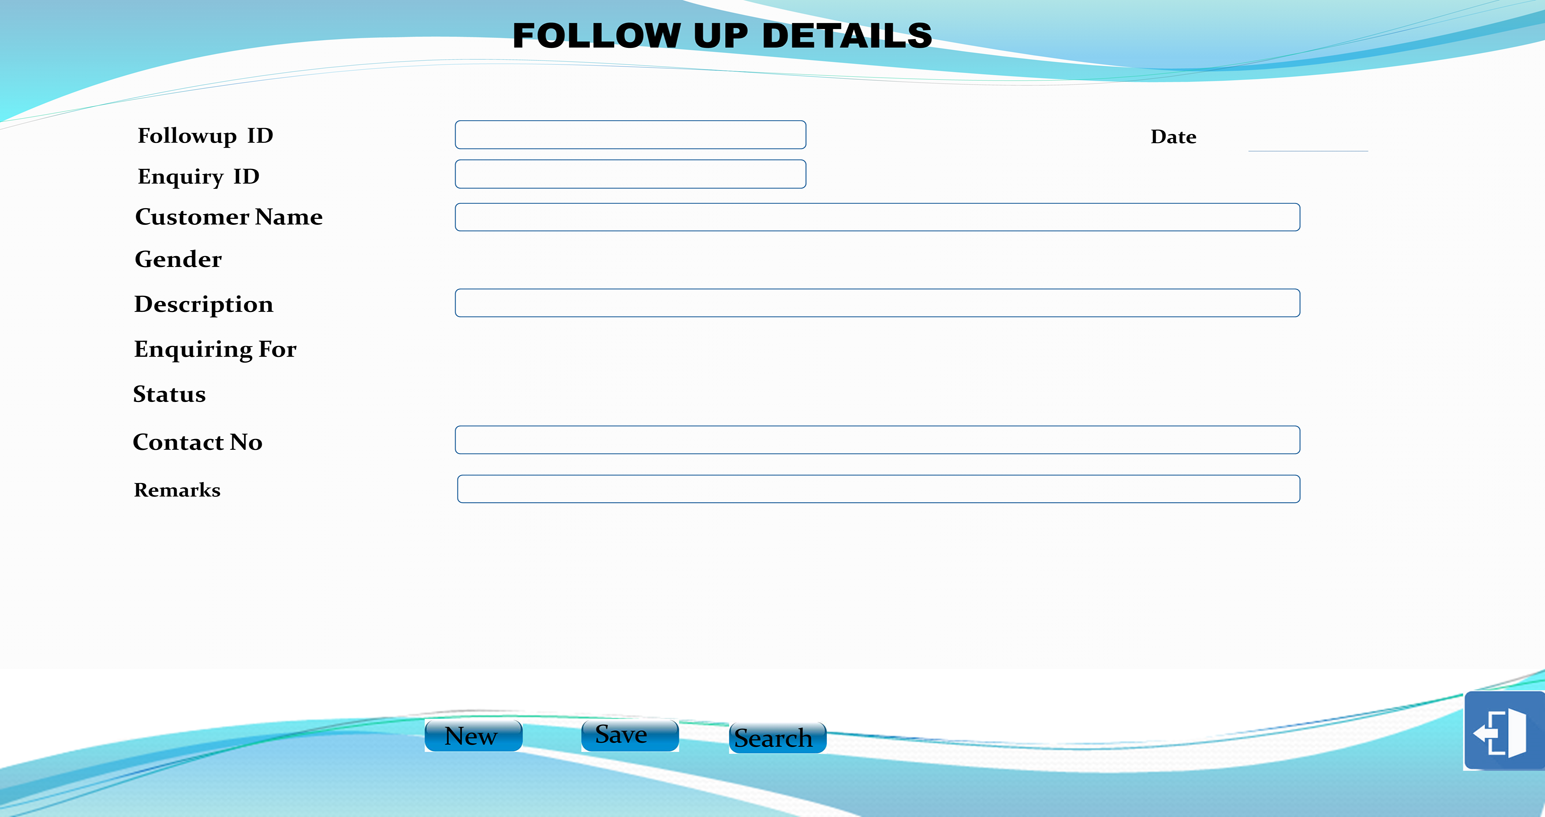 FOLLOW UP DETAILS
Followup ID
Date
Enquiry ID
Customer Name
Gender
Description
Enquiring For
Status
Contact No
Remarks
New
Save
Search